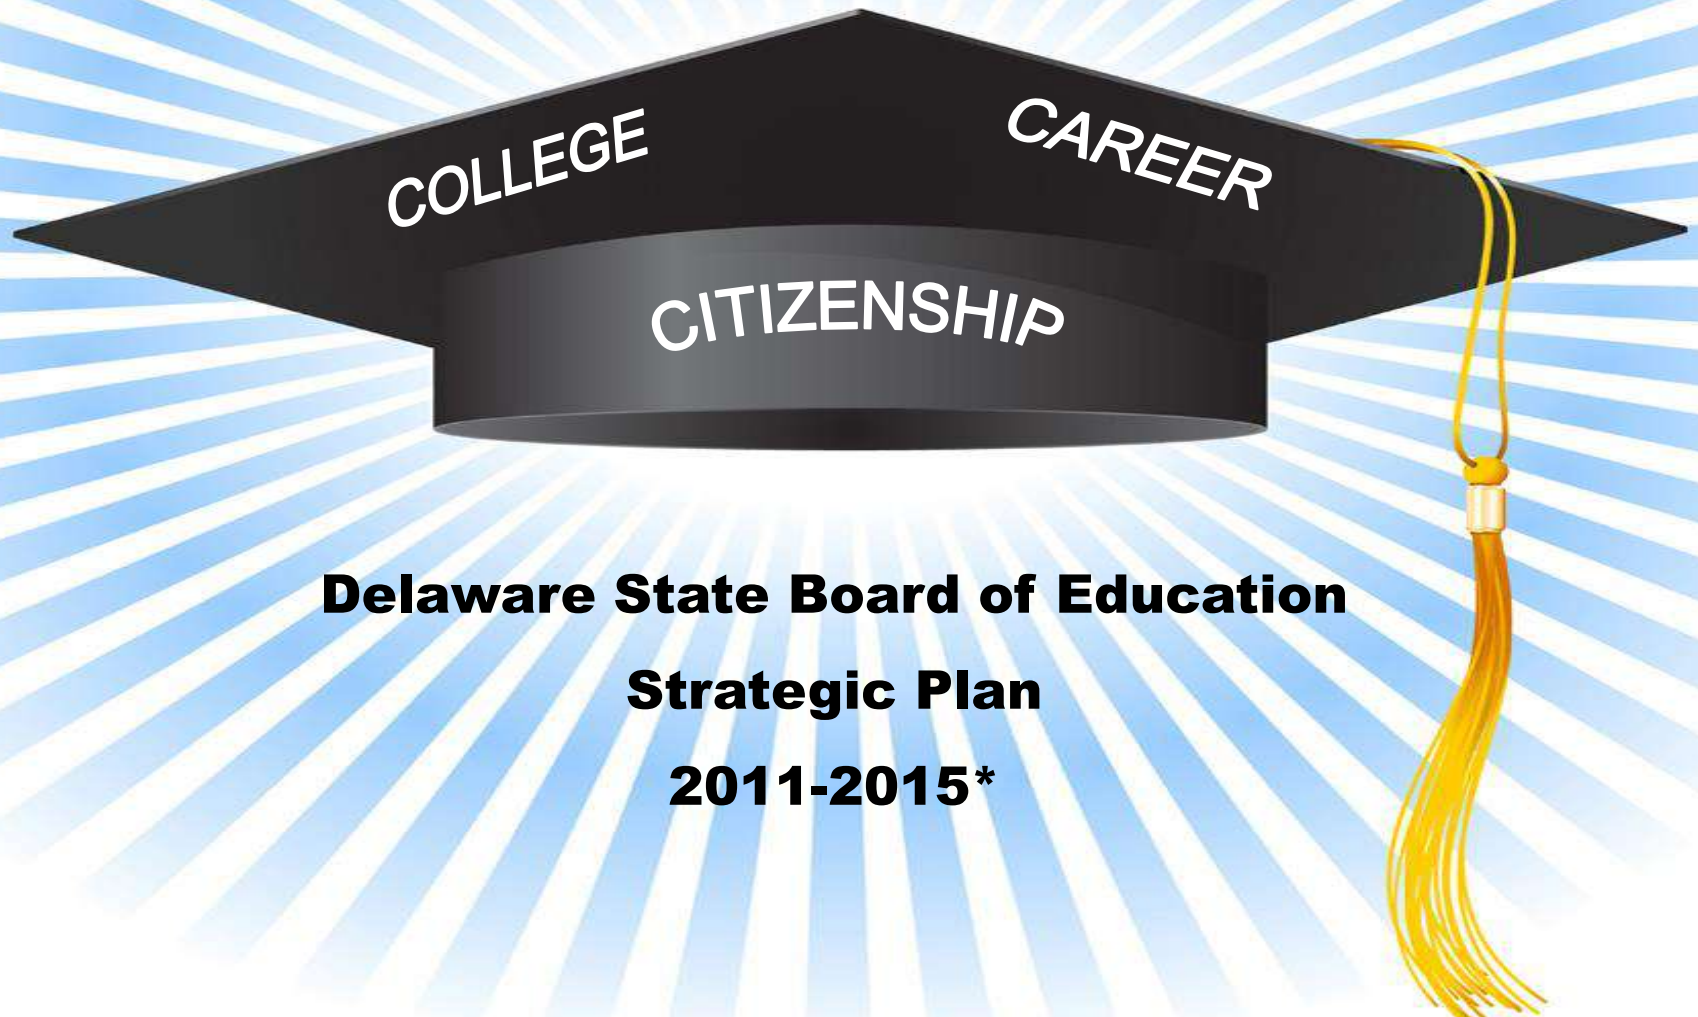 COLLEGE
CAREER
CITIZENSHIP
Delaware State Board of Education
Strategic Plan
2011-2015*